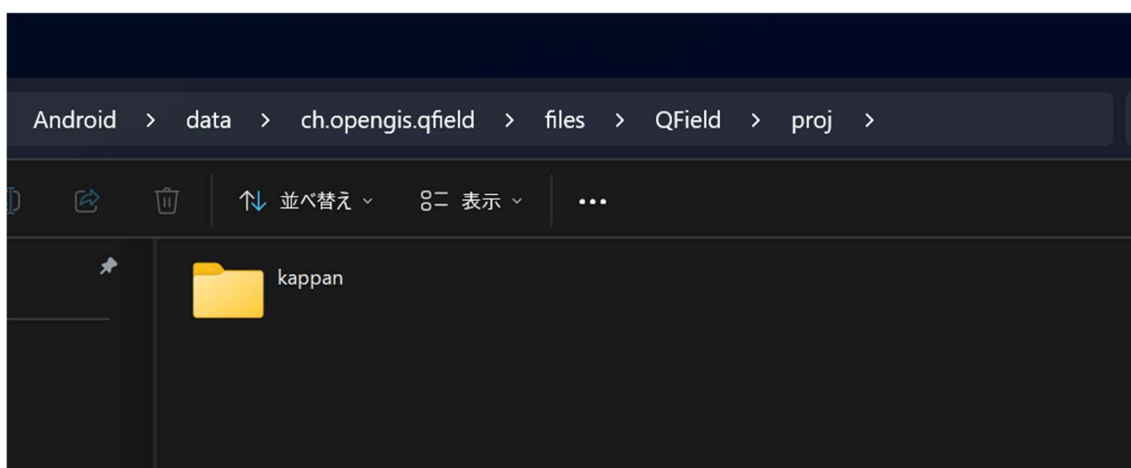 Android > data > ch.opengis.qfield > files > QField > proj >
並べ替え 表示 •••
kappan